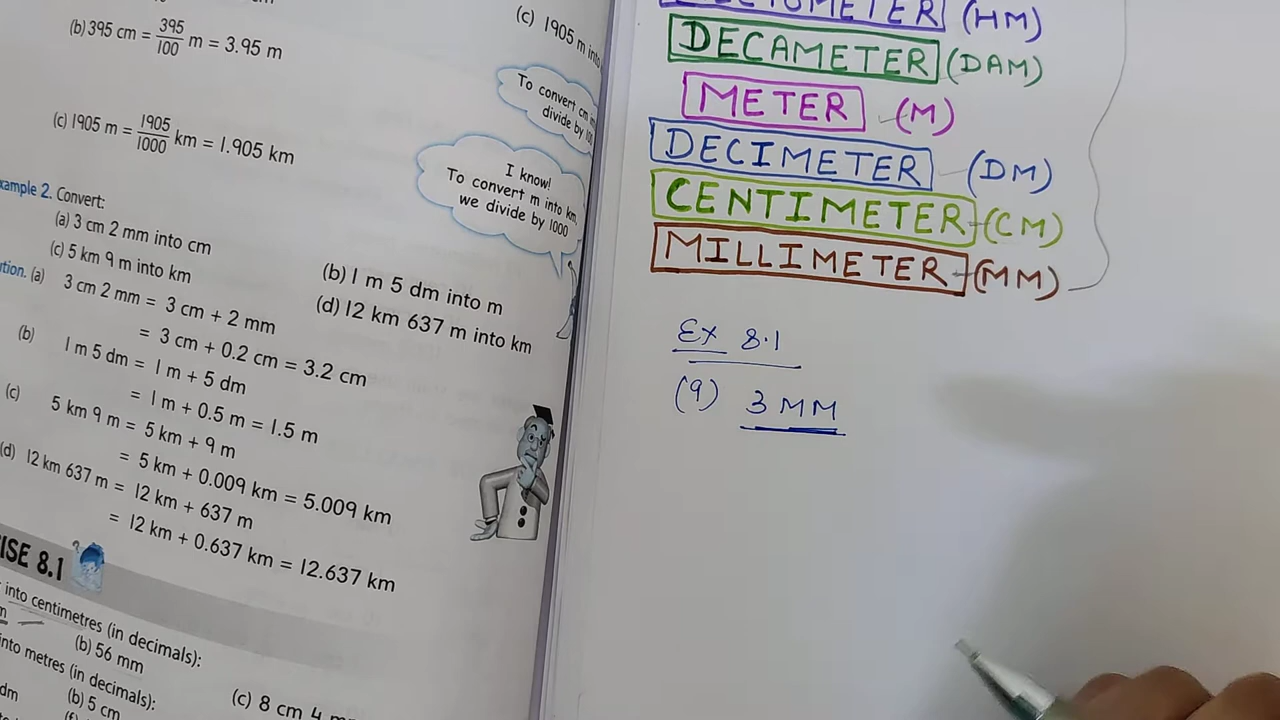 (b) 395 cm = 395/100 m = 3.95 m
(c) 1905 m into
To convert cm
divide by
(c) 1905 m = 1905/1000 km = 1.905 km
I know!
To convert m into km,
we divide by 1000
xample 2. Convert:
(a) 3 cm 2 mm into cm
(b) 1 m 5 dm into m
(c) 5 km 9 m into km
(d) 12 km 637 m into km
ution. (a) 3 cm 2 mm = 3 cm + 2 mm
= 3 cm + 0.2 cm = 3.2 cm
(b) 1 m 5 dm = 1 m + 5 dm
= 1 m + 0.5 m = 1.5 m
(c) 5 km 9 m = 5 km + 9 m
= 5 km + 0.009 km = 5.009 km
(d) 12 km 637 m = 12 km + 637 m
= 12 km + 0.637 km = 12.637 km
ISE 8.1
into centimetres (in decimals):
m (b) 56 mm (c) 8 cm 4 m
into metres (in decimals):
dm (b) 5 cm
(HM)
DECAMETER (DAM)
METER (M)
DECIMETER (DM)
CENTIMETER (CM)
MILLIMETER (MM)
Ex 8.1
(9) 3 MM